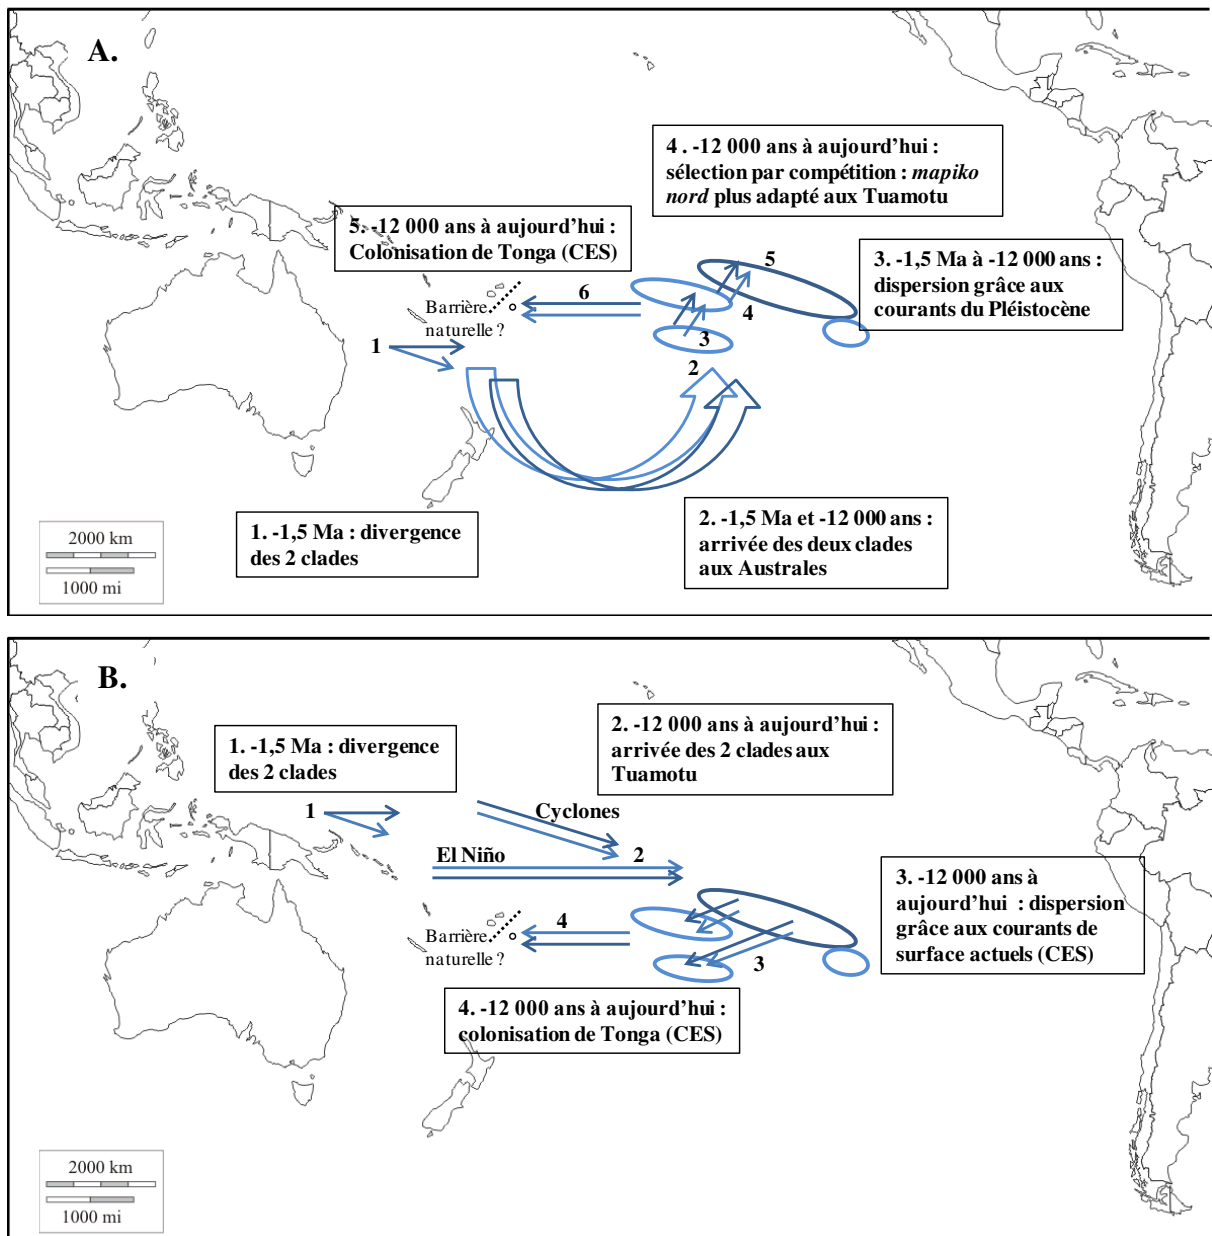 A.
4 . -12 000 ans à aujourd’hui :
sélection par compétition : mapiko
nord plus adapté aux Tuamotu
5. -12 000 ans à aujourd’hui :
Colonisation de Tonga (CES)
3. -1,5 Ma à -12 000 ans :
dispersion grâce aux
courants du Pléistocène
5
6
4
Barrière
naturelle ?
3
1
2
2. -1,5 Ma et -12 000 ans :
arrivée des deux clades
aux Australes
1. -1,5 Ma : divergence
des 2 clades
2000 km
1000 mi
B.
2. -12 000 ans à aujourd’hui :
arrivée des 2 clades aux
Tuamotu
1. -1,5 Ma : divergence
des 2 clades
1
Cyclones
El Niño
2
3. -12 000 ans à
aujourd’hui : dispersion
grâce aux courants de
surface actuels (CES)
4
Barrière
naturelle ?
3
4. -12 000 ans à aujourd’hui :
colonisation de Tonga (CES)
2000 km
1000 mi